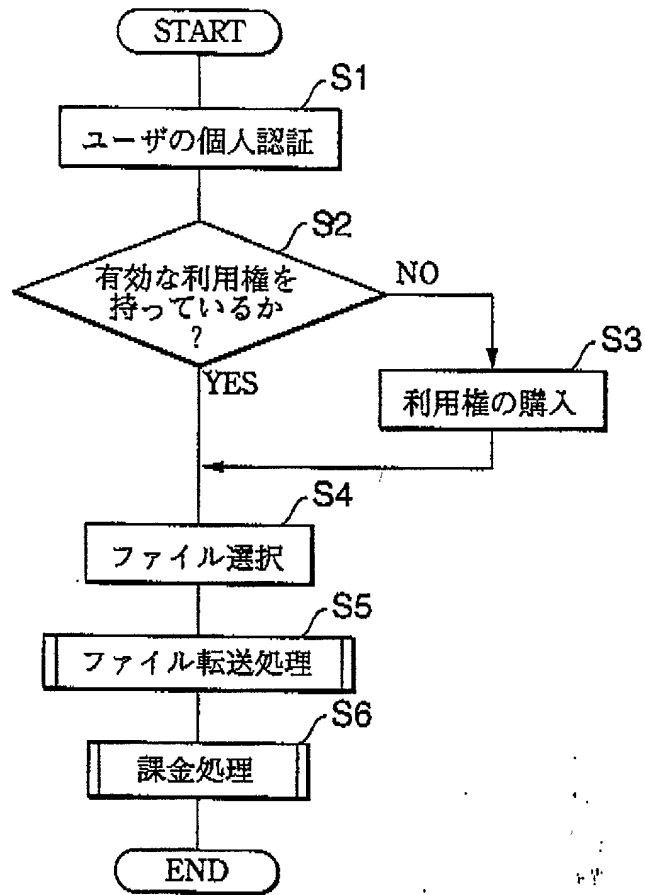 START
S1
ユーザの個人認証
S2
有効な利用権を
持っているか
?
NO
YES
S3
利用権の購入
S4
ファイル選択
S5
ファイル転送処理
S6
課金処理
END